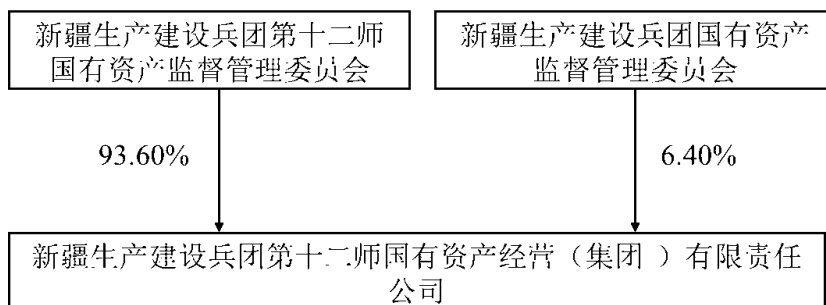 新疆生产建设兵团第十二师
国有资产监督管理委员会
新疆生产建设兵团国有资产
监督管理委员会
93.60%
6.40%
新疆生产建设兵团第十二师国有资产经营（集团 ）有限责任
公司